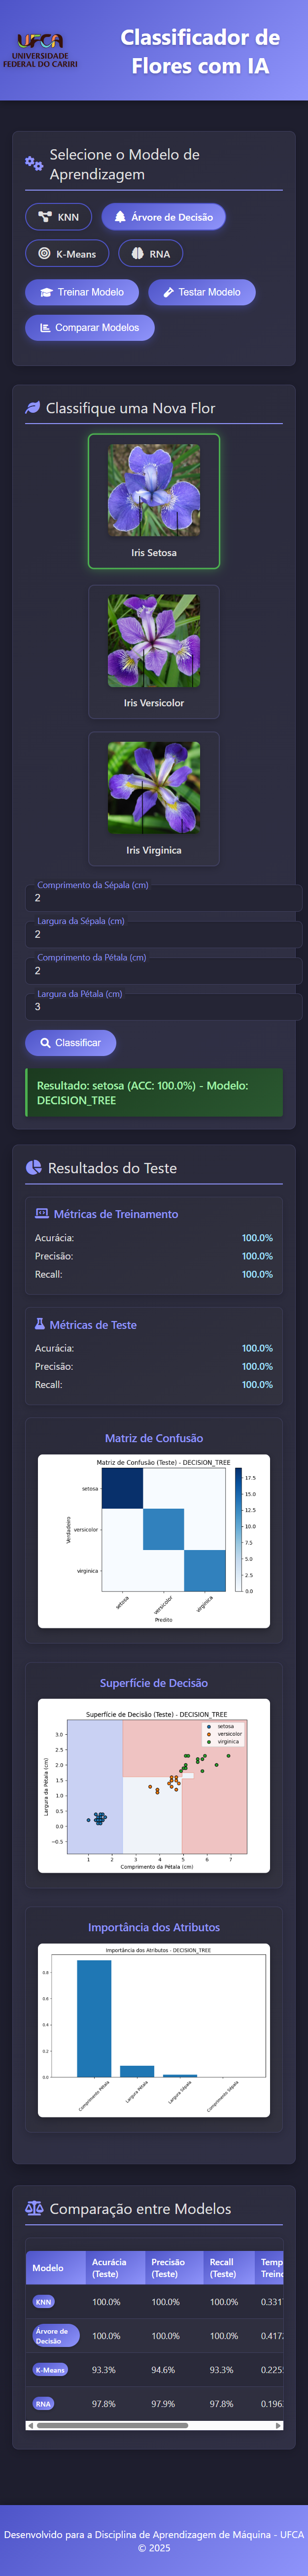 UFCA
UNIVERSIDADE
FEDERAL DO CARIRI
Classificador de
Flores com IA
Selecione o Modelo de
Aprendizagem
KNN
Árvore de Decisão
K-Means
RNA
Treinar Modelo
Testar Modelo
Comparar Modelos
Classifique uma Nova Flor
Iris Setosa
Iris Versicolor
Iris Virginica
Comprimento da Sépala (cm)
2
Largura da Sépala (cm)
2
Comprimento da Pétala (cm)
2
Largura da Pétala (cm)
3
Classificar
Resultado: setosa (ACC: 100.0%) - Modelo:
DECISION_TREE
Resultados do Teste
Métricas de Treinamento
Acurácia: 100.0%
Precisão: 100.0%
Recall: 100.0%
Métricas de Teste
Acurácia: 100.0%
Precisão: 100.0%
Recall: 100.0%
Matriz de Confusão
Matriz de Confusão (Teste) - DECISION_TREE
Verdadeiro
setosa
versicolor
virginica
setosa
versicolor
virginica
Predito
17.5
15.0
12.5
10.0
7.5
5.0
2.5
0.0
Superfície de Decisão
Superfície de Decisão (Teste) - DECISION_TREE
setosa
versicolor
virginica
Largura da Pétala (cm)
3.0
2.5
2.0
1.5
1.0
0.5
0.0
−0.5
1 2 3 4 5 6 7
Comprimento da Pétala (cm)
Importância dos Atributos
Importância dos Atributos - DECISION_TREE
0.8
0.6
0.4
0.2
0.0
Comprimento Pétala
Largura Pétala
Largura Sépala
Comprimento Sépala
Comparação entre Modelos
Modelo Acurácia (Teste) Precisão (Teste) Recall (Teste) Temp Treino
KNN 100.0% 100.0% 100.0% 0.331
Árvore de Decisão 100.0% 100.0% 100.0% 0.417
K-Means 93.3% 94.6% 93.3% 0.225
RNA 97.8% 97.9% 97.8% 0.196
Desenvolvido para a Disciplina de Aprendizagem de Máquina - UFCA
© 2025